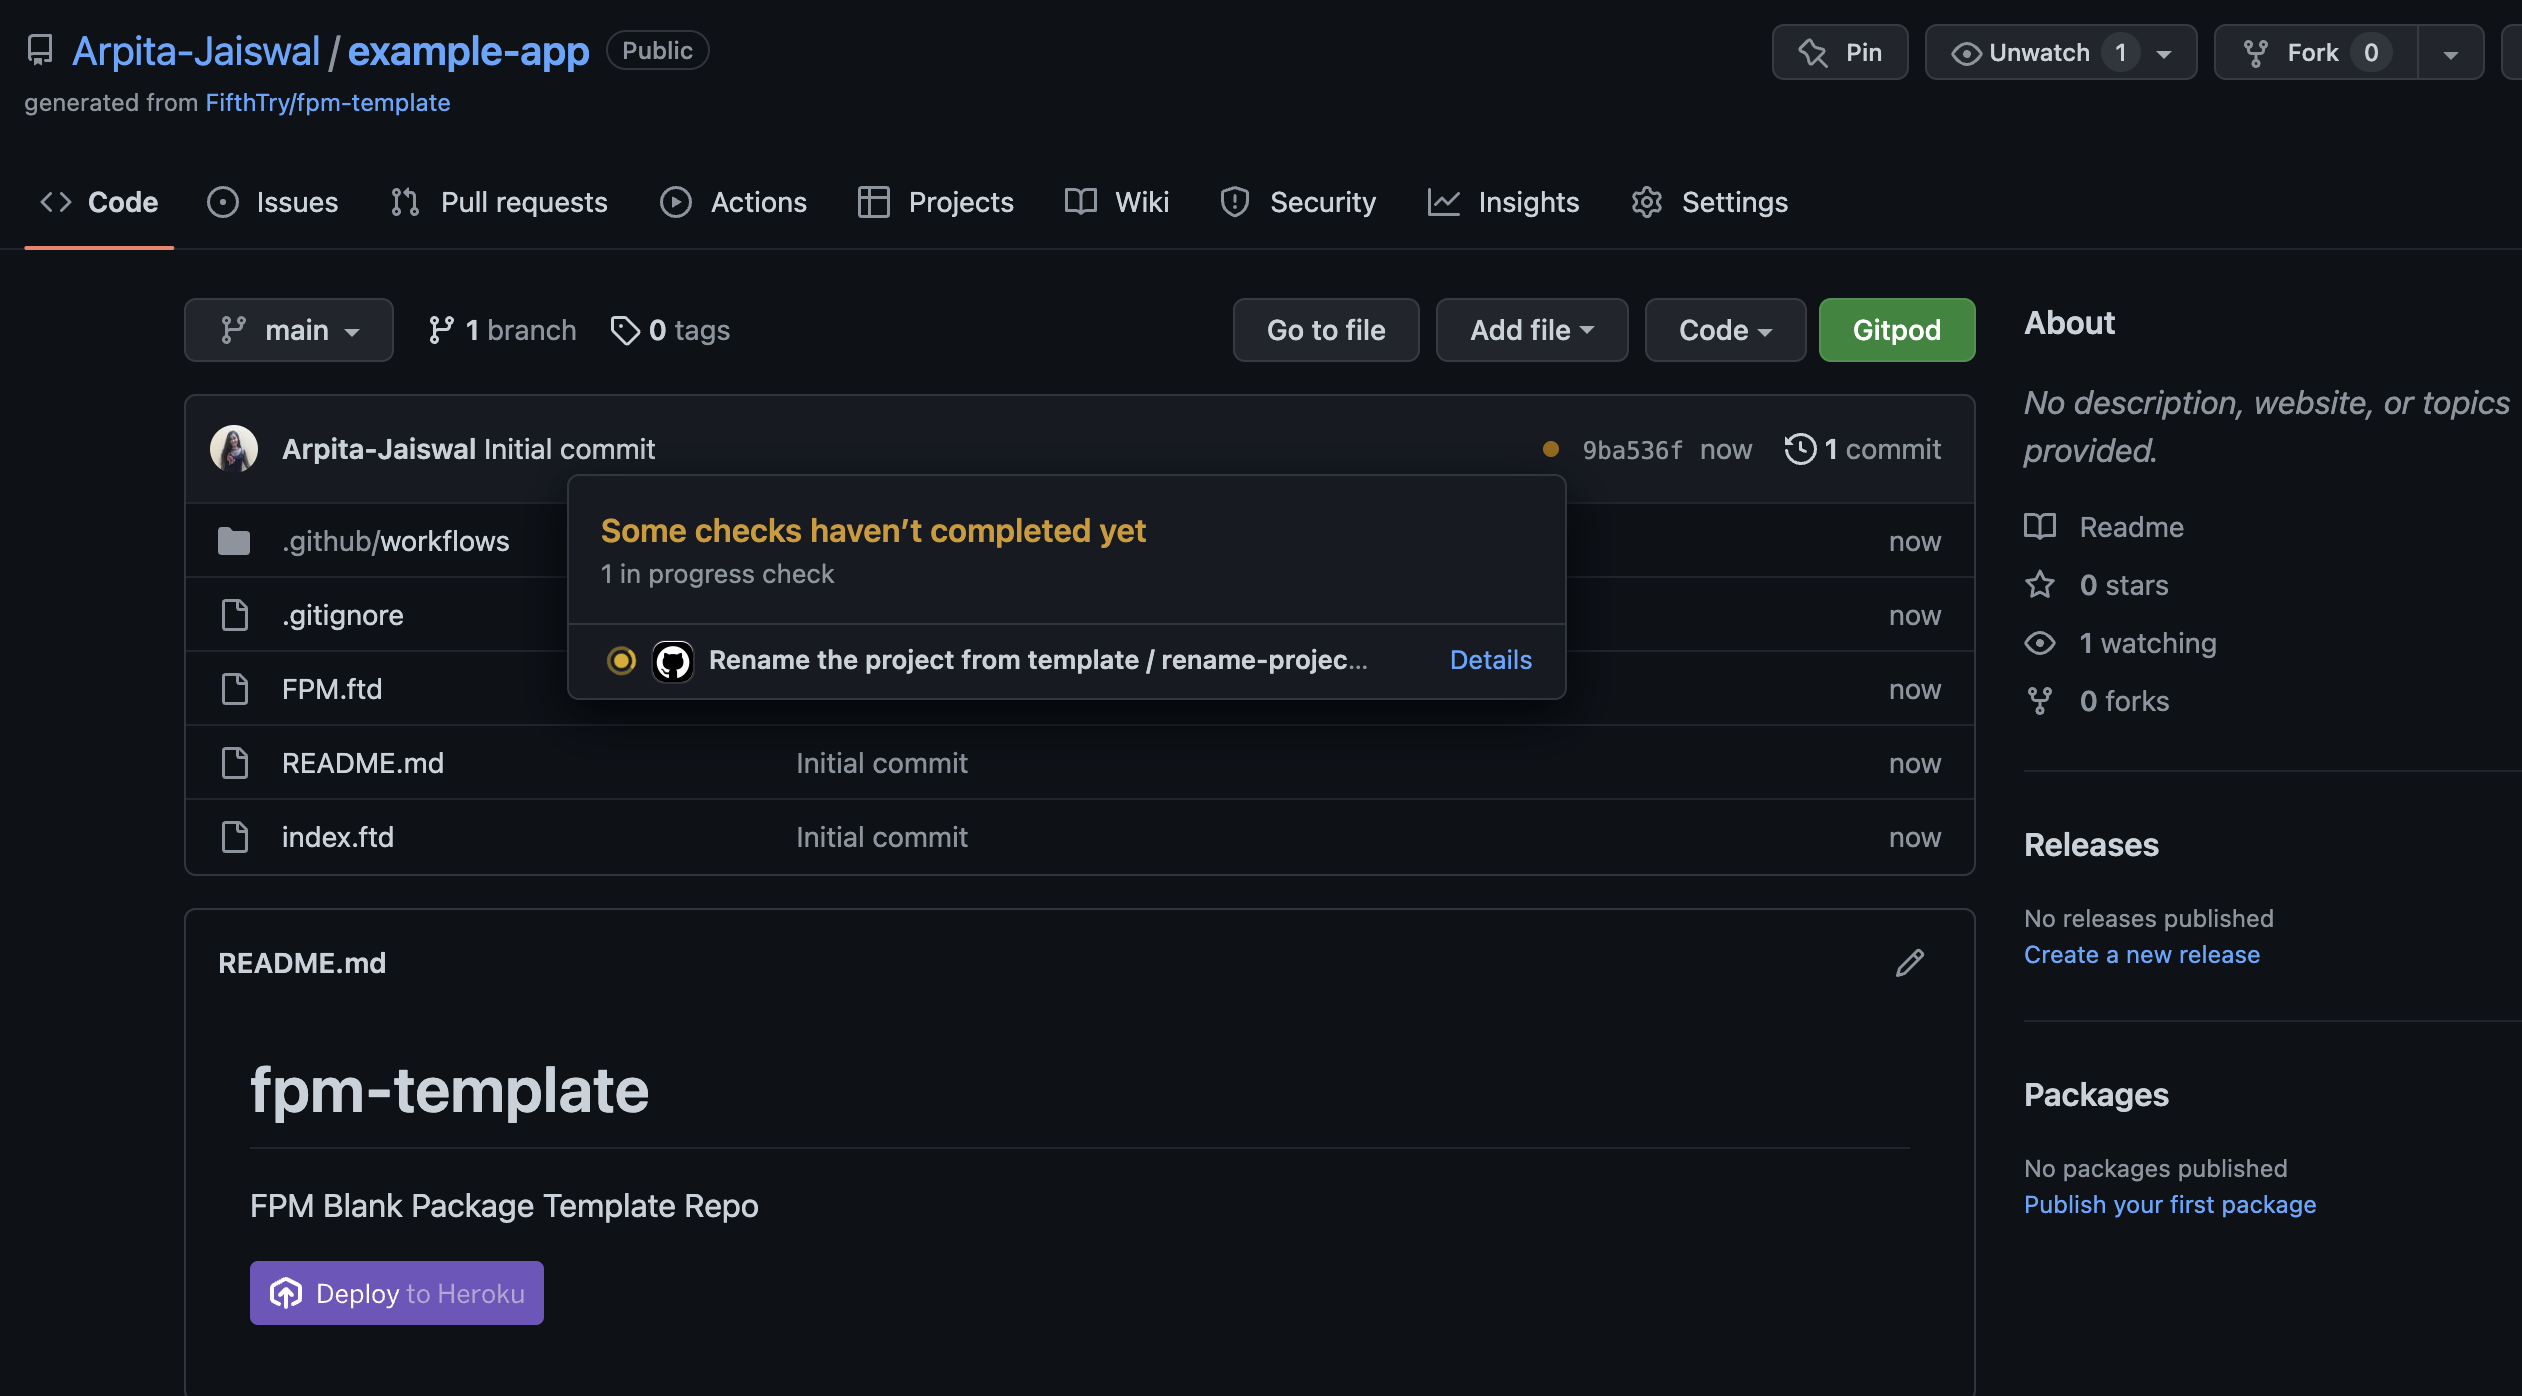 Arpita-Jaiswal / example-app Public
Pin
Unwatch 1
Fork 0
generated from FifthTry/fpm-template
Code
Issues
Pull requests
Actions
Projects
Wiki
Security
Insights
Settings
main
1 branch
0 tags
Go to file
Add file
Code
Gitpod
Arpita-Jaiswal Initial commit
9ba536f now
1 commit
Some checks haven't completed yet
1 in progress check
Rename the project from template / rename-projec...
Details
.github/workflows
now
.gitignore
now
FPM.ftd
now
README.md
Initial commit
now
index.ftd
Initial commit
now
README.md
fpm-template
FPM Blank Package Template Repo
Deploy to Heroku
About
No description, website, or topics
provided.
Readme
0 stars
1 watching
0 forks
Releases
No releases published
Create a new release
Packages
No packages published
Publish your first package